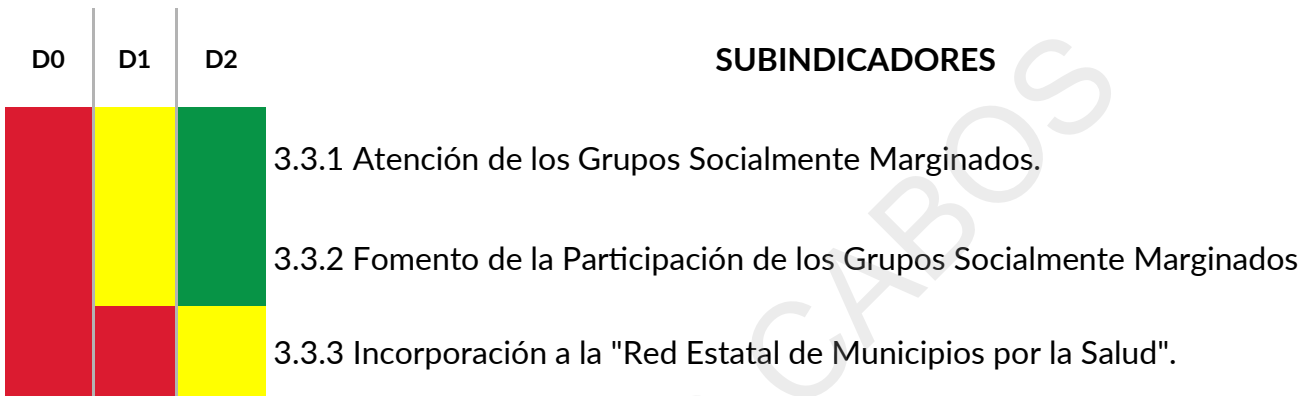 D0 D1 D2 SUBINDICADORES
3.3.1 Atención de los Grupos Socialmente Marginados.
3.3.2 Fomento de la Participación de los Grupos Socialmente Marginados
3.3.3 Incorporación a la "Red Estatal de Municipios por la Salud".
CABOS